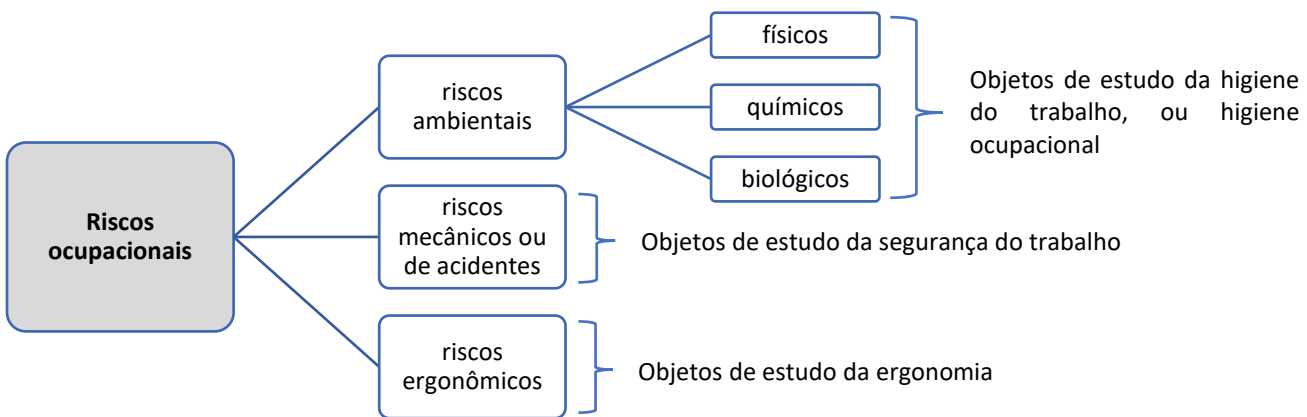 Riscos
ocupacionais
riscos
ambientais
físicos
químicos
biológicos
Objetos de estudo da higiene
do trabalho, ou higiene
ocupacional
riscos
mecânicos ou
de acidentes
Objetos de estudo da segurança do trabalho
riscos
ergonômicos
Objetos de estudo da ergonomia